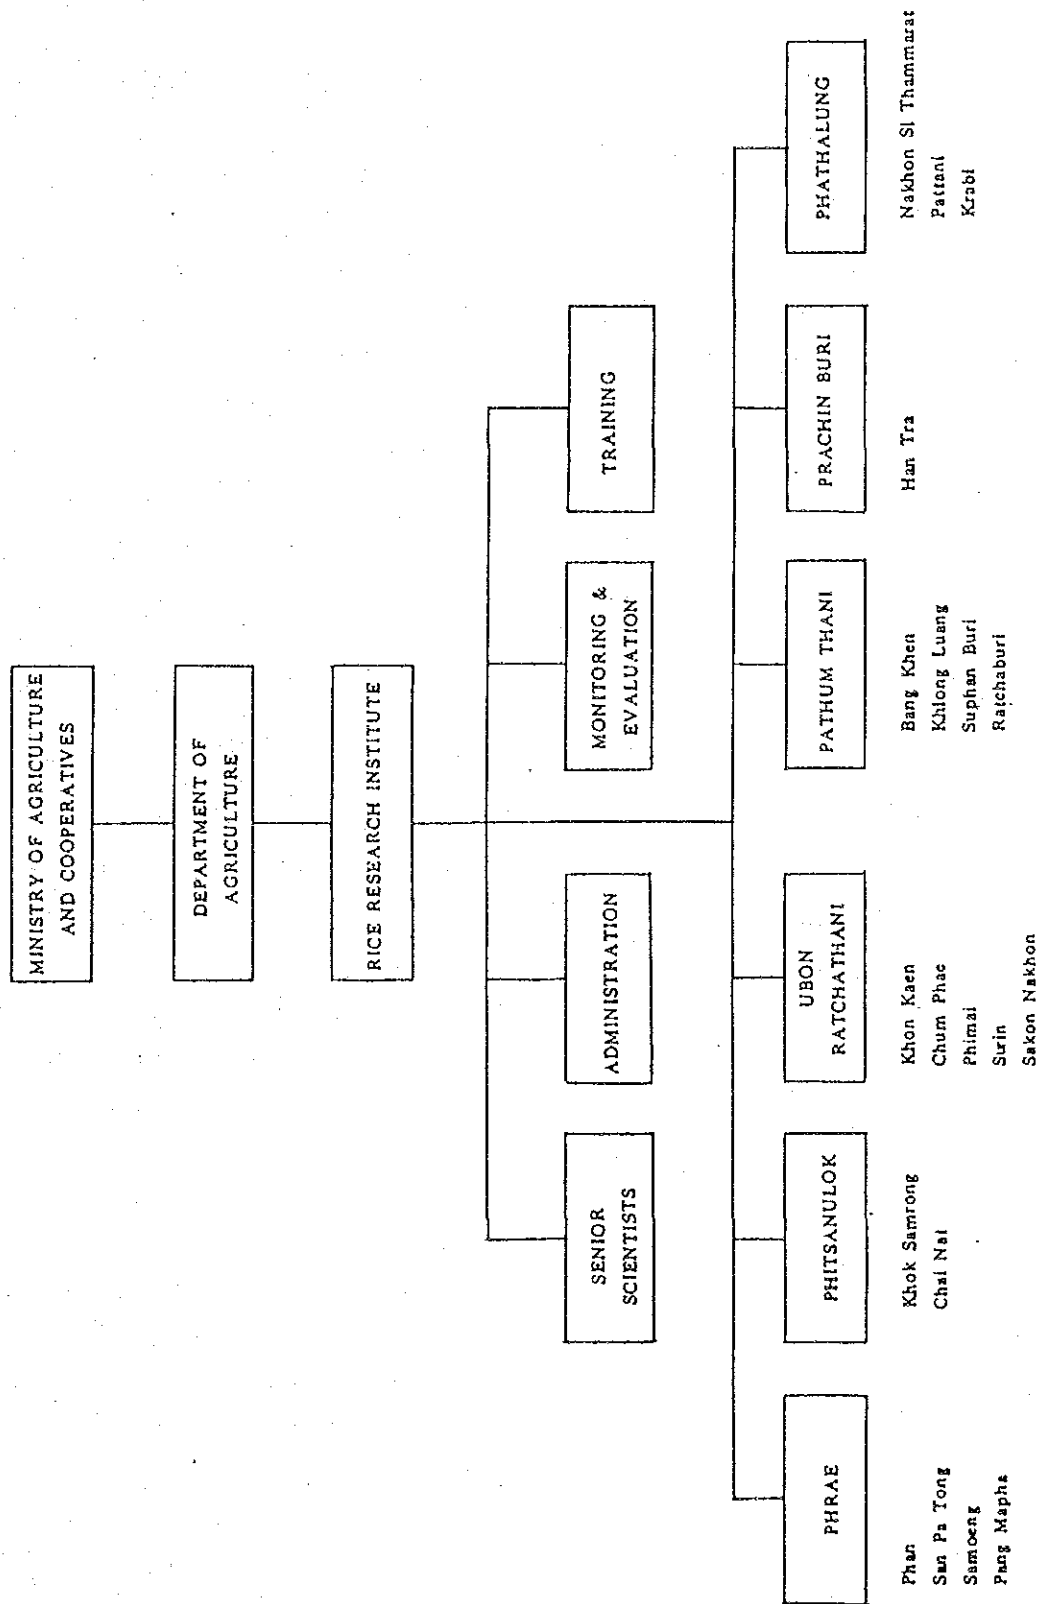 MINISTRY OF AGRICULTURE
AND COOPERATIVES
DEPARTMENT OF
AGRICULTURE
RICE RESEARCH INSTITUTE
SENIOR
SCIENTISTS
ADMINISTRATION
MONITORING &
EVALUATION
TRAINING
PHRAE
Phan
San Pa Tong
Samoeng
Pang Mapha
PHITSANULOK
Khok Samrong
Chai Nat
UBON
RATCHATHANI
Khon Kaen
Chum Phae
Phimai
Surin
Sakon Nakhon
PATHUM THANI
Bang Khen
Khlong Luang
Suphan Buri
Ratchaburi
PRACHIN BURI
Han Tra
PHATHALUNG
Nakhon Si Thammarat
Pattani
Krabi